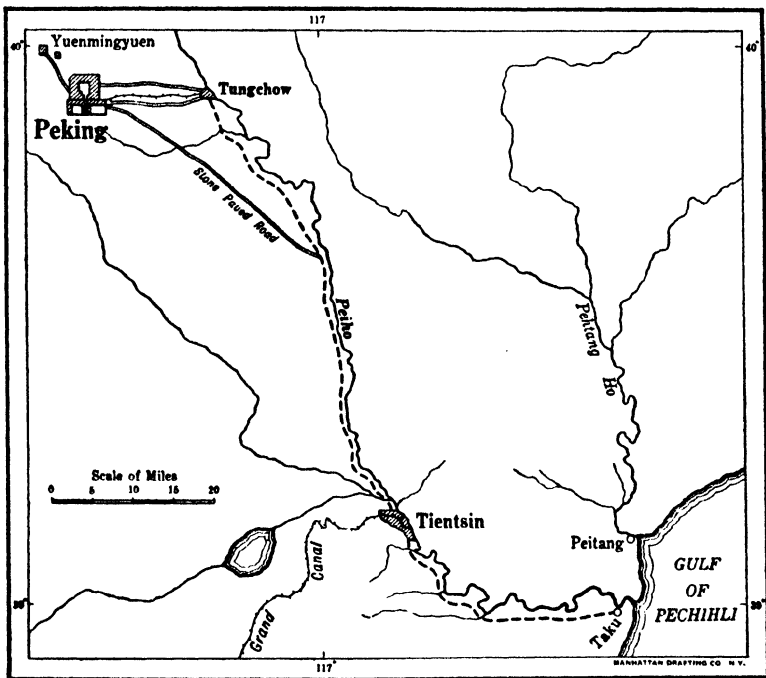 117
40°
40°
Yuenmingyuen
Tungchow
Peking
Stone Paved Road
Peiho
Pehtang Ho
Scale of Miles
0 5 10 15 20
Tientsin
Peitang
GULF
OF
PECHIHLI
Grand Canal
Taku
39°
39°
117°
MANHATTAN DRAFTING CO. N.Y.